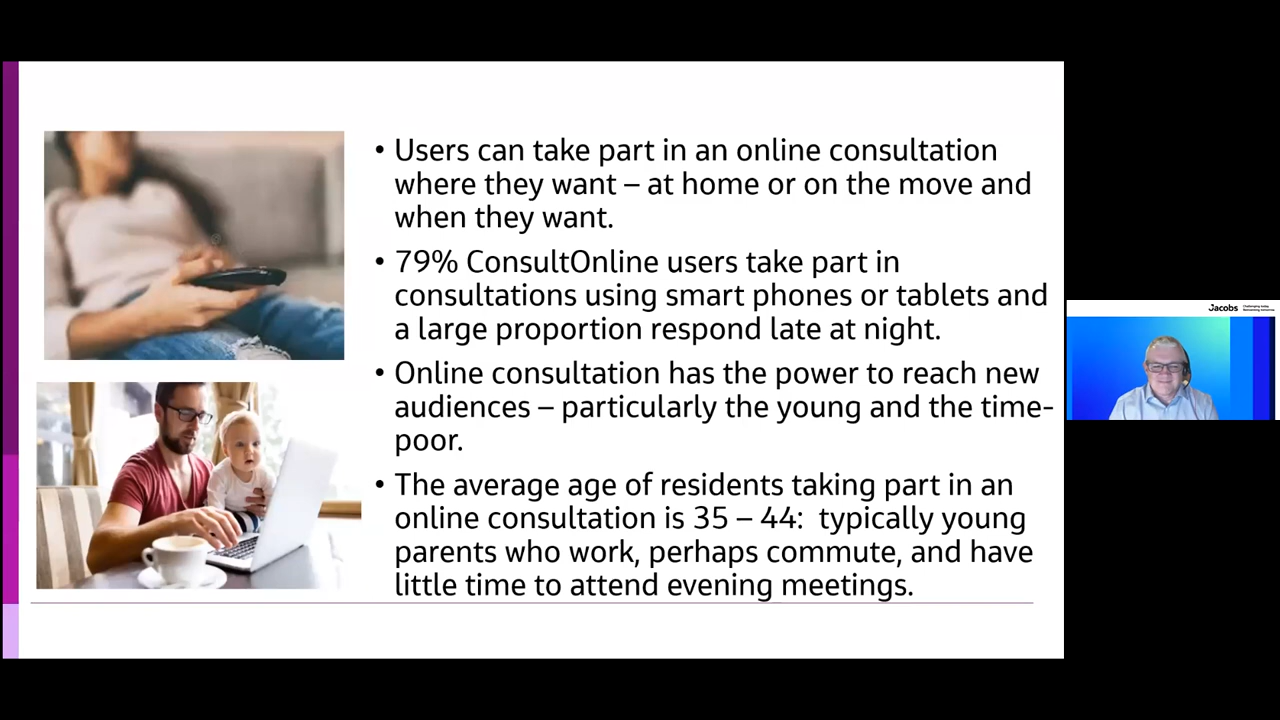 • Users can take part in an online consultation
where they want – at home or on the move and
when they want.
• 79% ConsultOnline users take part in
consultations using smart phones or tablets and
a large proportion respond late at night.
• Online consultation has the power to reach new
audiences – particularly the young and the time-
poor.
• The average age of residents taking part in an
online consultation is 35 – 44:  typically young
parents who work, perhaps commute, and have
little time to attend evening meetings.
Jacobs
Challenging today.
Reinventing tomorrow.